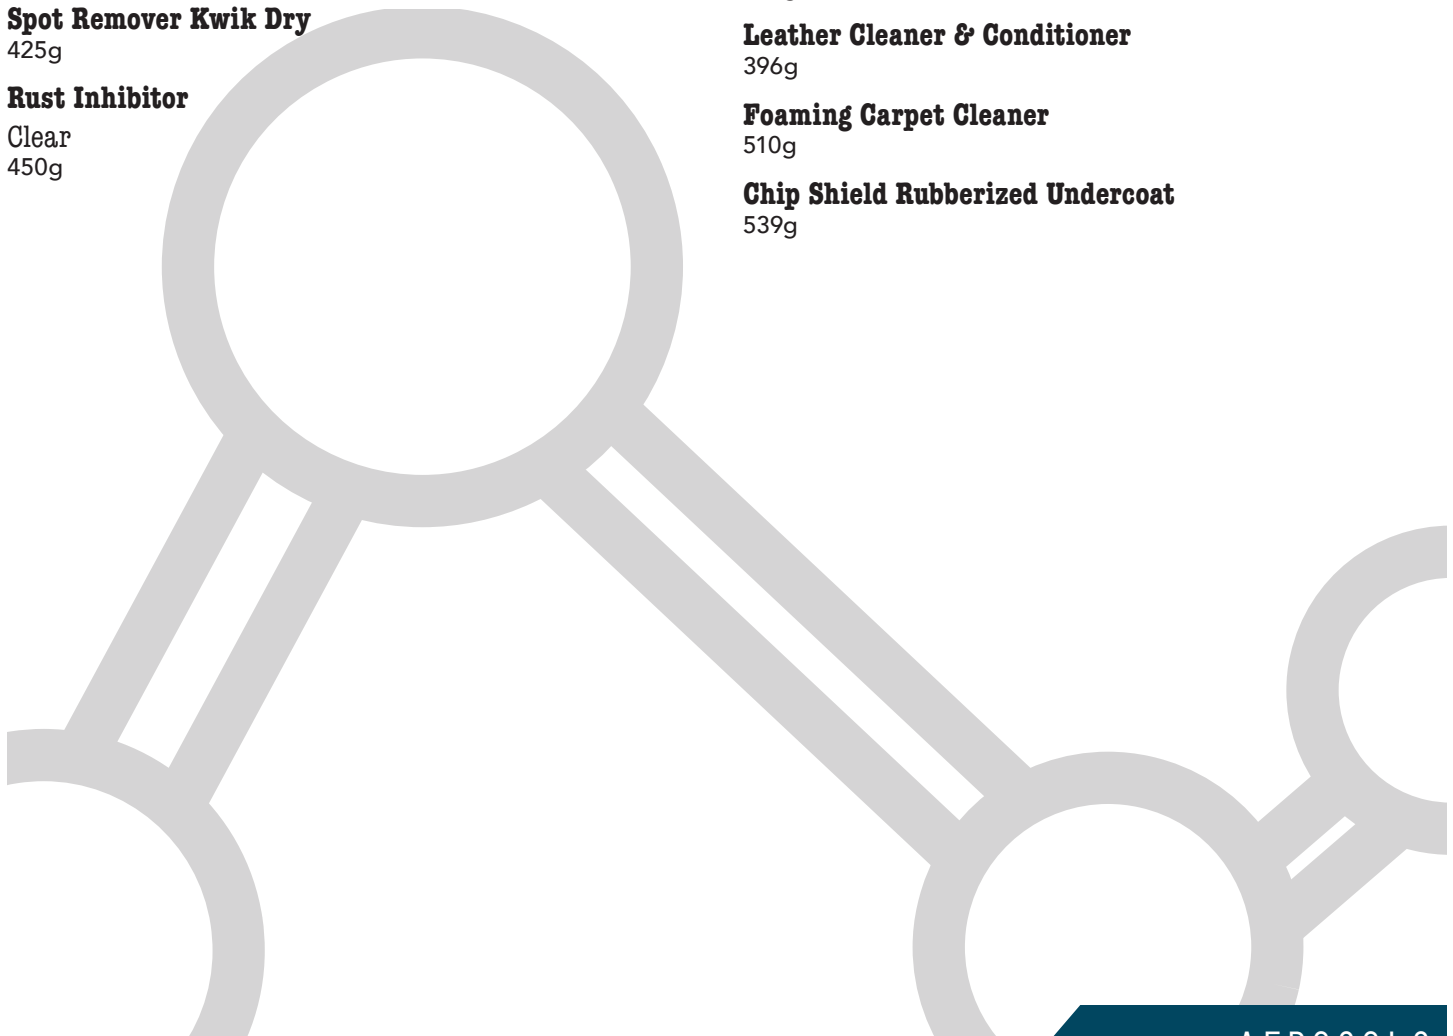 Spot Remover Kwik Dry
425g
Rust Inhibitor
Clear
450g
Leather Cleaner & Conditioner
396g
Foaming Carpet Cleaner
510g
Chip Shield Rubberized Undercoat
539g